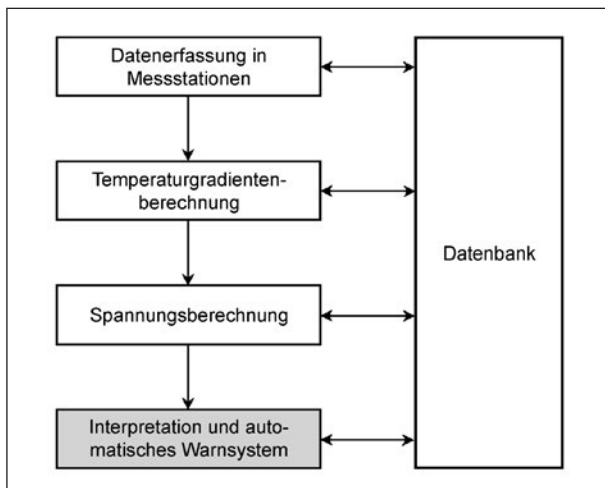 Datenerfassung in
Messstationen
Temperaturgradienten-
berechnung
Spannungsberechnung
Interpretation und auto-
matisches Warnsystem
Datenbank